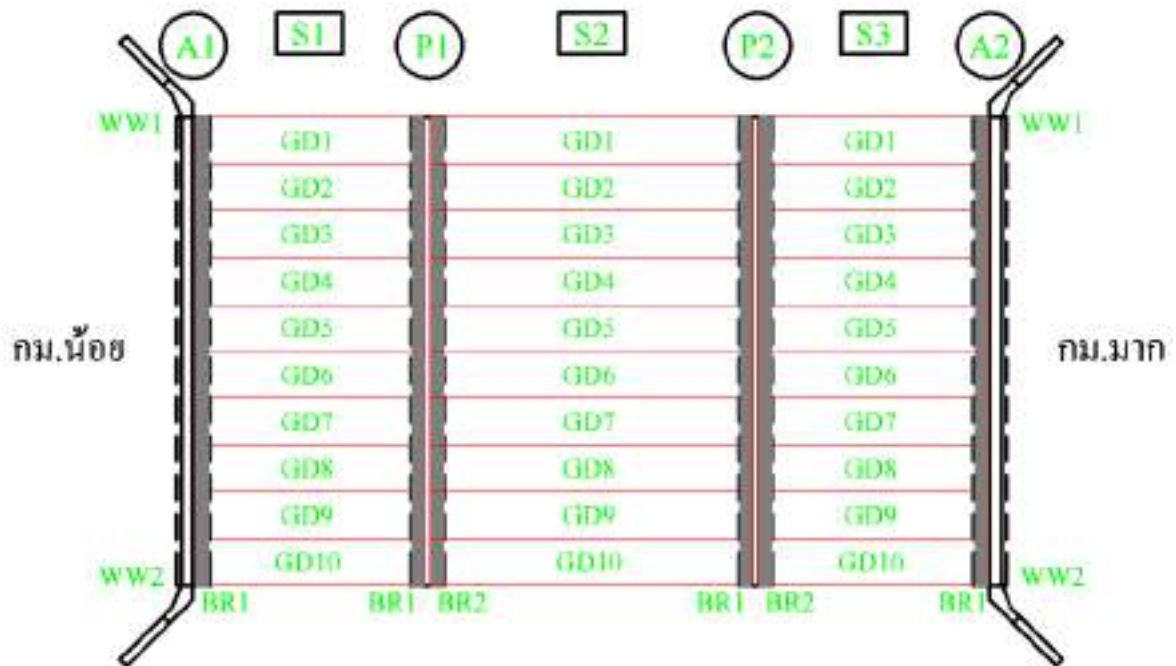 A1 S1 P1 S2 P2 S3 A2
WW1 WW1
GD1 GD1 GD1
GD2 GD2 GD2
GD3 GD3 GD3
GD4 GD4 GD4
GD5 GD5 GD5
กม.น้อย กม.มาก
GD6 GD6 GD6
GD7 GD7 GD7
GD8 GD8 GD8
GD9 GD9 GD9
GD10 GD10 GD10
WW2 WW2
BR1 BR1 BR2 BR1 BR2 BR1